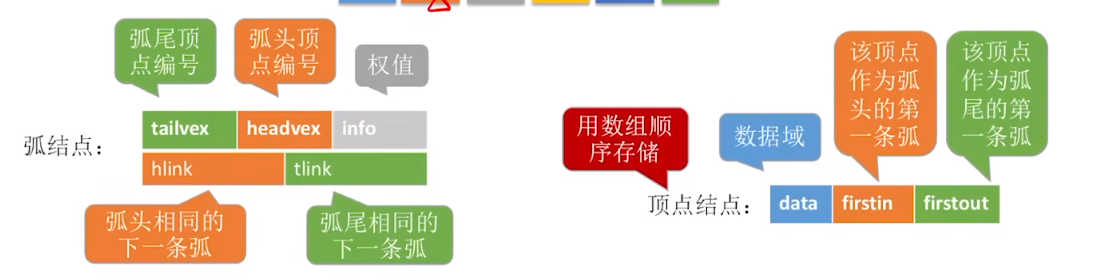 弧尾顶
点编号
弧头顶
点编号
权值
弧结点：
tailvex
headvex
info
hlink
tlink
弧头相同的
下一条弧
弧尾相同的
下一条弧
用数组顺
序存储
数据域
该顶点
作为弧
头的第
一条弧
该顶点
作为弧
尾的第
一条弧
顶点结点：
data
firstin
firstout